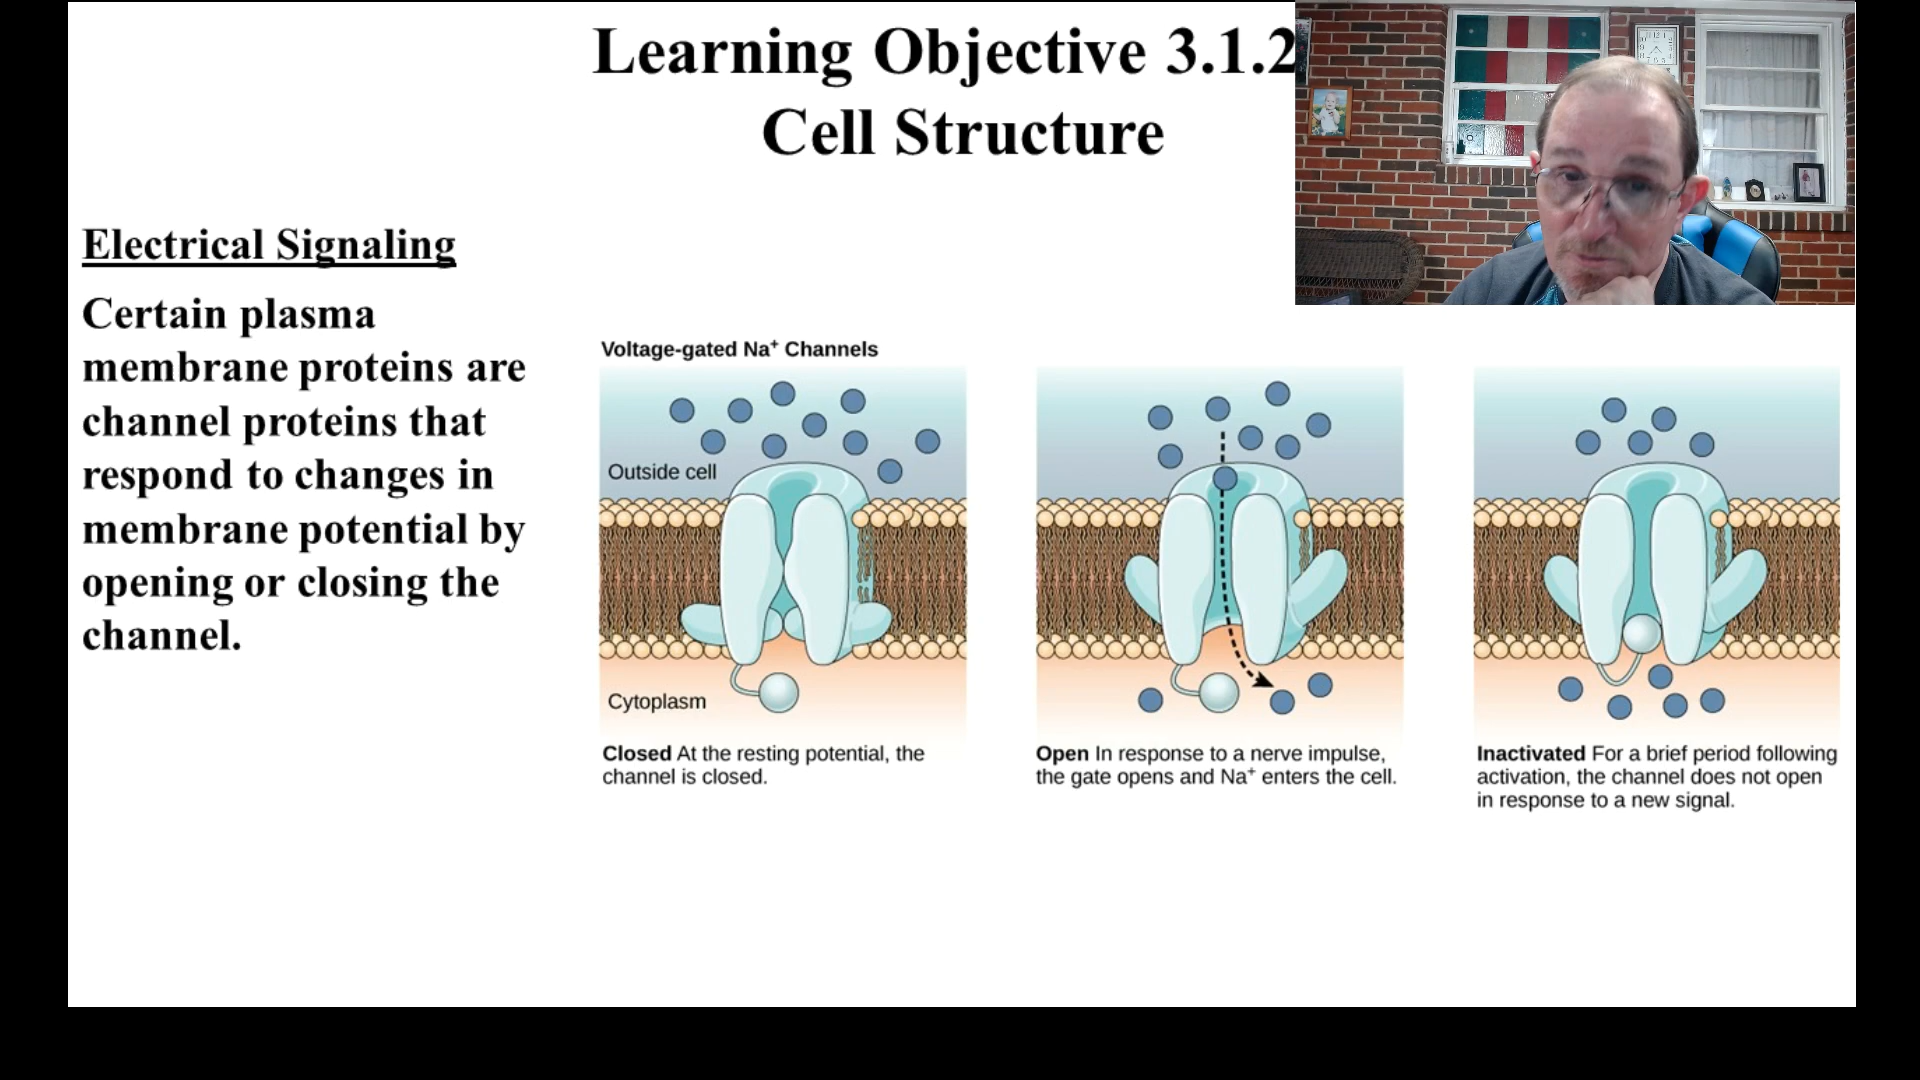 Learning Objective 3.1.2
Cell Structure
Electrical Signaling
Certain plasma
membrane proteins are
channel proteins that
respond to changes in
membrane potential by
opening or closing the
channel.
Voltage-gated Na⁺ Channels
Outside cell
Cytoplasm
Closed At the resting potential, the
channel is closed.
Open In response to a nerve impulse,
the gate opens and Na⁺ enters the cell.
Inactivated For a brief period following
activation, the channel does not open
in response to a new signal.